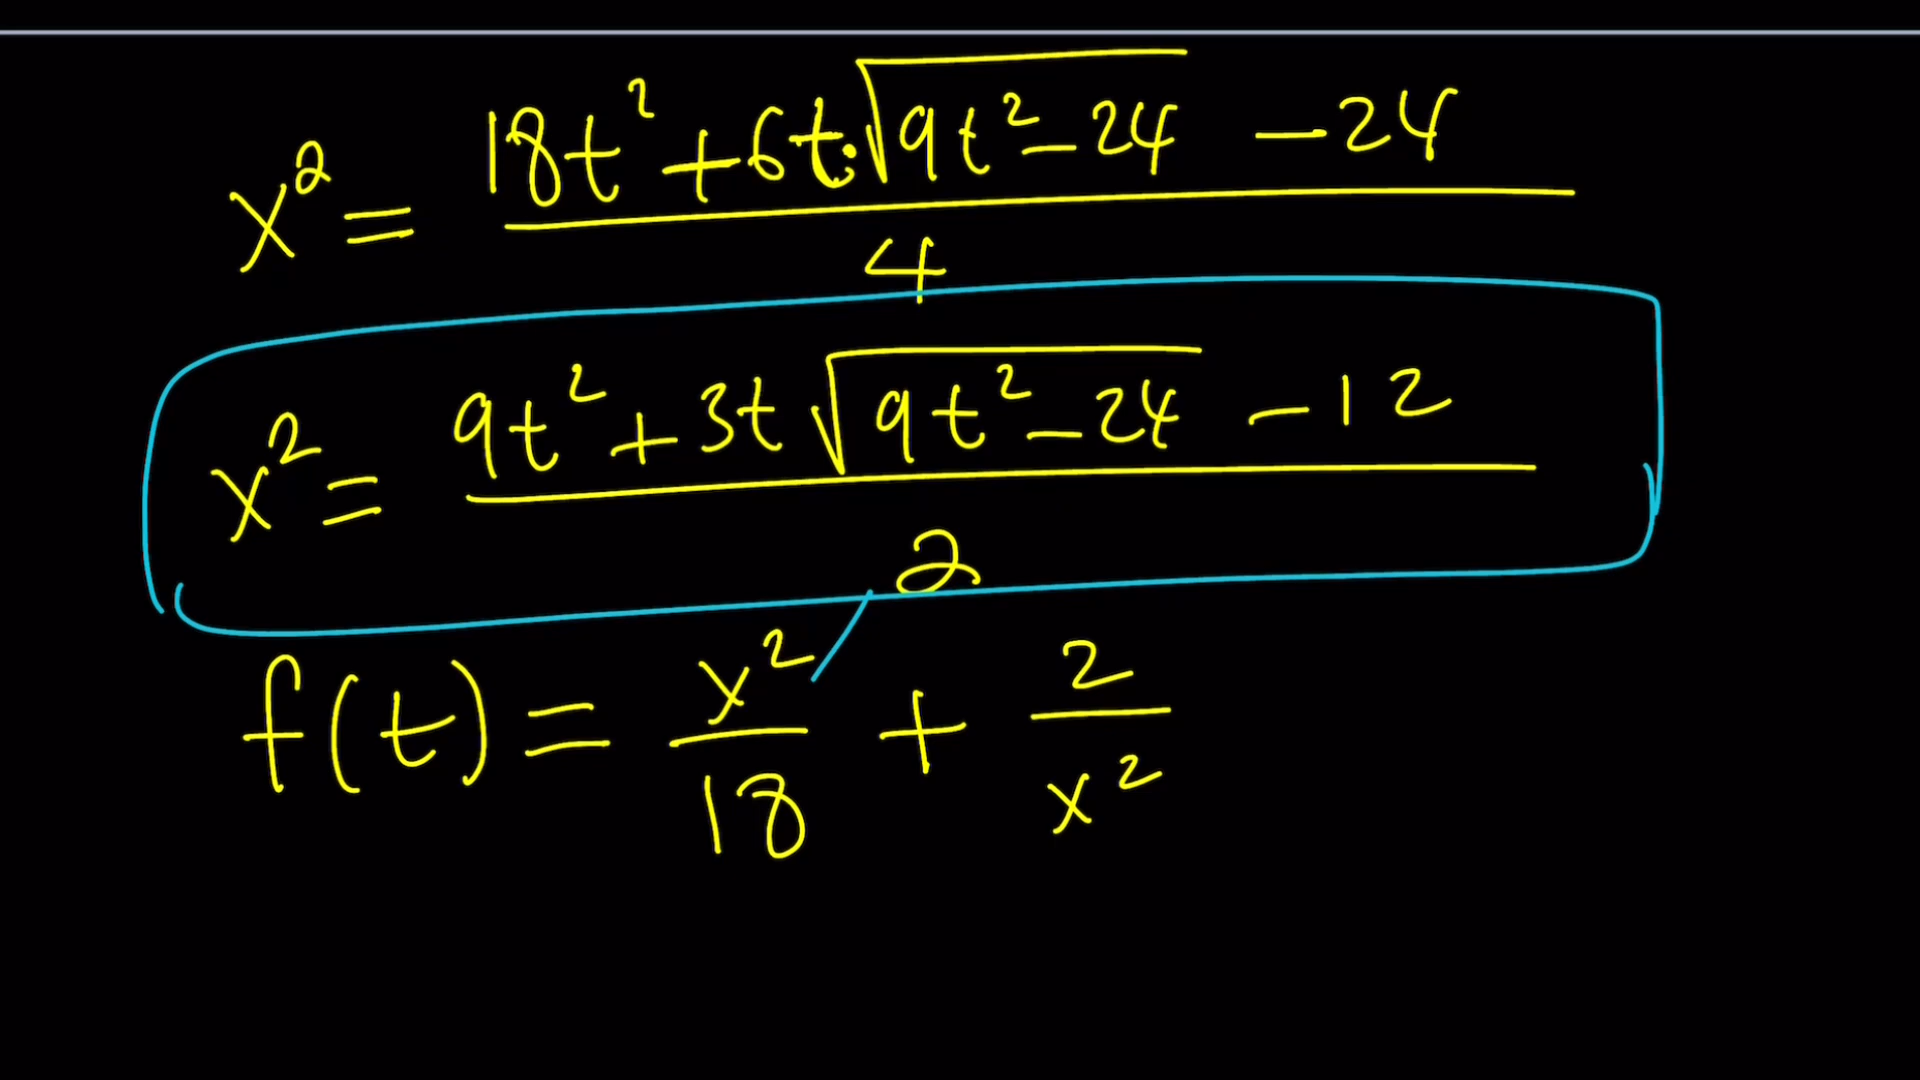 x² = (18t² + 6t·√(9t² - 24) - 24) / 4
x² = (9t² + 3t√(9t² - 24) - 12) / 2
f(t) = x²/18 + 2/x²